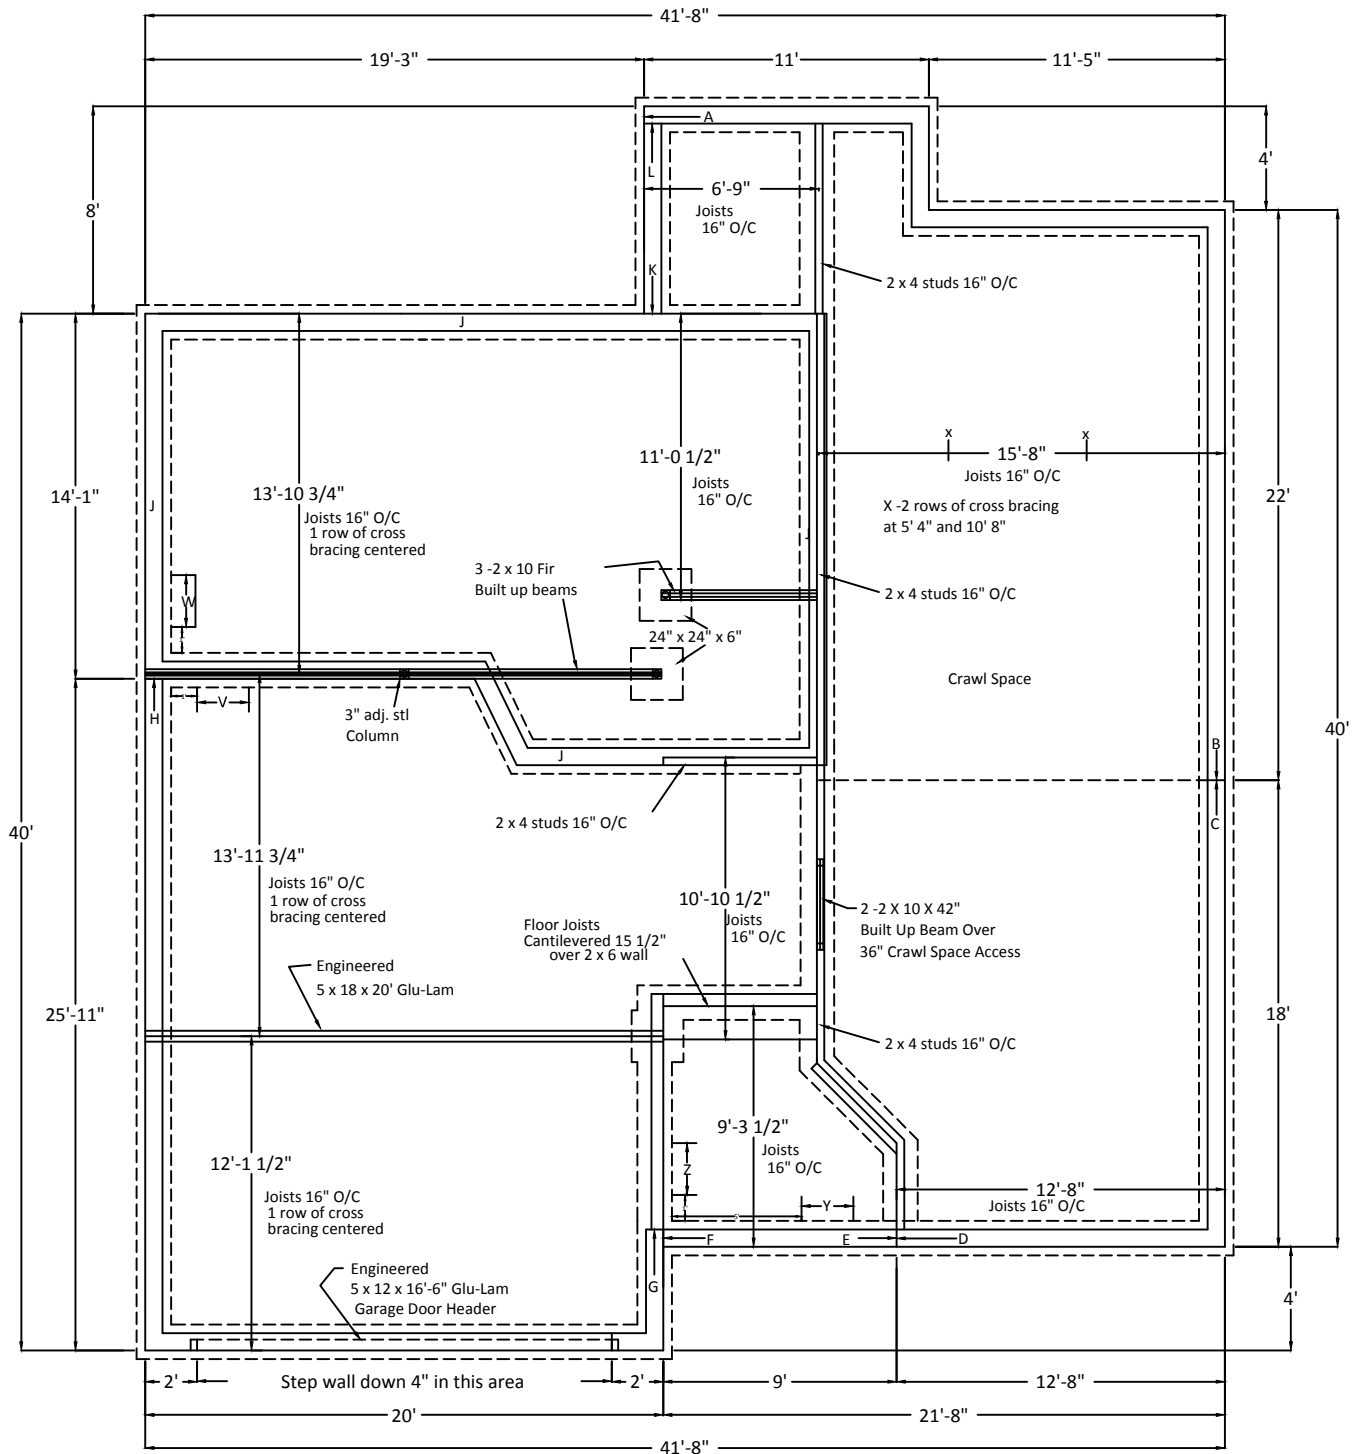 41'-8"
19'-3"
11'
11'-5"
A
4'
8'
L
6'-9"
Joists
16" O/C
K
2 x 4 studs 16" O/C
J
x
x
11'-0 1/2"
Joists
16" O/C
15'-8"
Joists 16" O/C
14'-1"
13'-10 3/4"
Joists 16" O/C
1 row of cross
bracing centered
J
J
X -2 rows of cross bracing
at 5' 4" and 10' 8"
22'
3 -2 x 10 Fir
Built up beams
2 x 4 studs 16" O/C
W
24" x 24" x 6"
Crawl Space
V
H
3" adj. stl
Column
J
B
40'
C
2 x 4 studs 16" O/C
40'
13'-11 3/4"
Joists 16" O/C
1 row of cross
bracing centered
10'-10 1/2"
Joists
16" O/C
2 -2 X 10 X 42"
Built Up Beam Over
36" Crawl Space Access
Floor Joists
Cantilevered 15 1/2"
over 2 x 6 wall
Engineered
5 x 18 x 20' Glu-Lam
25'-11"
18'
2 x 4 studs 16" O/C
9'-3 1/2"
Joists
16" O/C
12'-1 1/2"
Joists 16" O/C
1 row of cross
bracing centered
Z
Y
12'-8"
Joists 16" O/C
F
E
D
G
Engineered
5 x 12 x 16'-6" Glu-Lam
Garage Door Header
4'
2'
Step wall down 4" in this area
2'
9'
12'-8"
20'
21'-8"
41'-8"